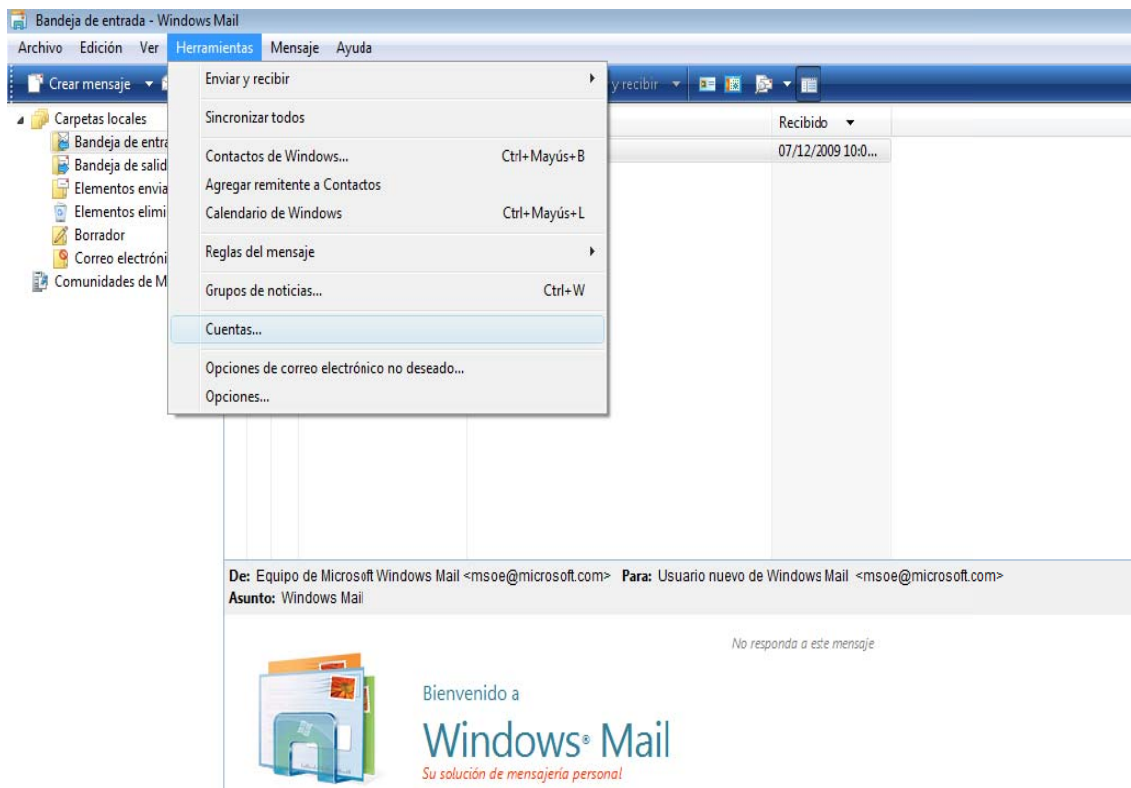 Bandeja de entrada - Windows Mail
Archivo Edición Ver Herramientas Mensaje Ayuda
Crear mensaje y recibir
Enviar y recibir
Sincronizar todos
Contactos de Windows... Ctrl+Mayús+B
Agregar remitente a Contactos
Calendario de Windows Ctrl+Mayús+L
Reglas del mensaje
Grupos de noticias... Ctrl+W
Cuentas...
Opciones de correo electrónico no deseado...
Opciones...
Carpetas locales
Bandeja de entra
Bandeja de salid
Elementos envia
Elementos elimi
Borrador
Correo electróni
Comunidades de M
Recibido
07/12/2009 10:0...
De: Equipo de Microsoft Windows Mail <msoe@microsoft.com> Para: Usuario nuevo de Windows Mail <msoe@microsoft.com>
Asunto: Windows Mail
No responda a este mensaje
Bienvenido a
Windows® Mail
Su solución de mensajería personal